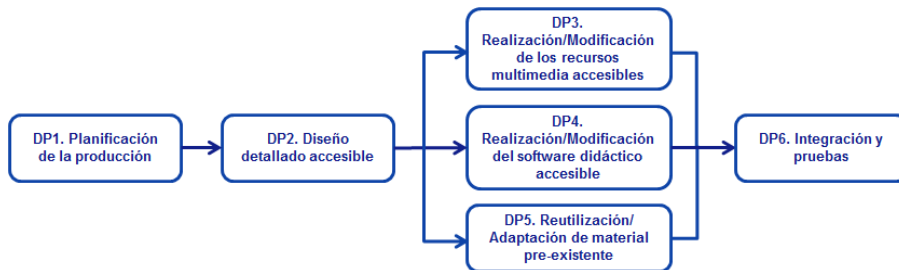 DP1. Planificación
de la producción
DP2. Diseño
detallado accesible
DP3.
Realización/Modificación
de los recursos
multimedia accesibles
DP4.
Realización/Modificación
del software didáctico
accesible
DP5. Reutilización/
Adaptación de material
pre-existente
DP6. Integración y
pruebas